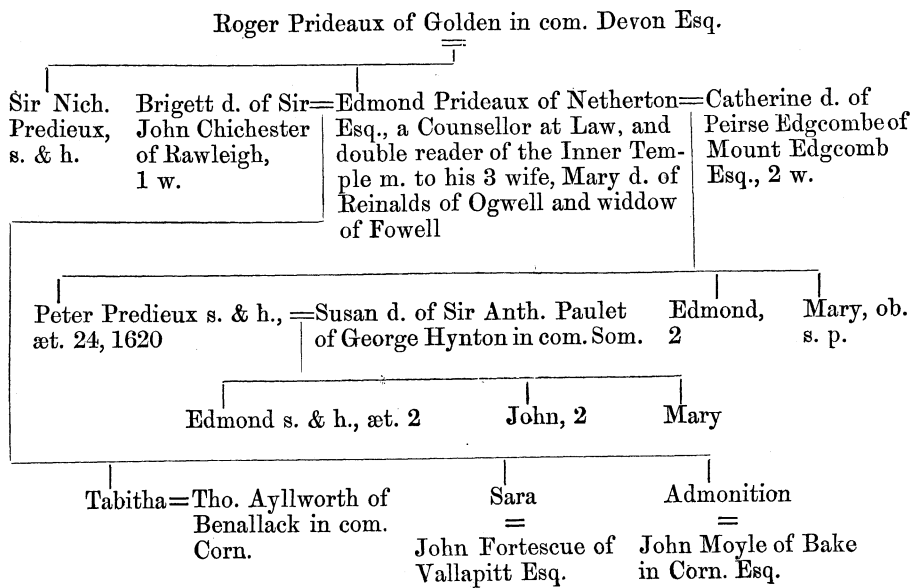 Roger Prideaux of Golden in com. Devon Esq.
Sir Nich.
Predieux,
s. & h.
Brigett d. of Sir
John Chichester
of Rawleigh,
1 w.
=Edmond Prideaux of Netherton=
Esq., a Counsellor at Law, and
double reader of the Inner Tem-
ple m. to his 3 wife, Mary d. of
Reinalds of Ogwell and widdow
of Fowell
Catherine d. of
Peirse Edgcombe of
Mount Edgcomb
Esq., 2 w.
Peter Predieux s. & h.,
æt. 24, 1620
=Susan d. of Sir Anth. Paulet
of George Hynton in com. Som.
Edmond,
2
Mary, ob.
s. p.
Edmond s. & h., æt. 2
John, 2
Mary
Tabitha=
Tho. Ayllworth of
Benallack in com.
Corn.
Sara
=
John Fortescue of
Vallapitt Esq.
Admonition
=
John Moyle of Bake
in Corn. Esq.